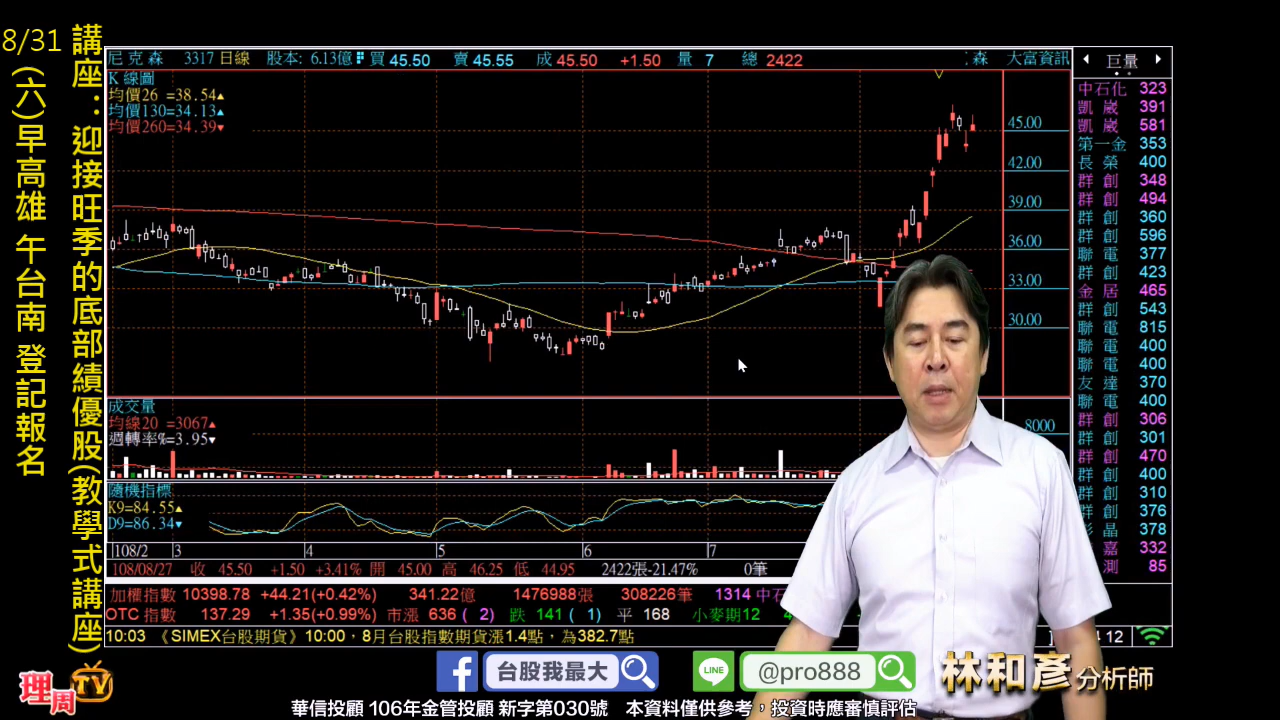 8/31
(六)早高雄 午台南 登記報名
講座：迎接旺季的底部績優股(教學式講座)
尼克森 3317 日線 股本: 6.13億 買 45.50 賣 45.55 成 45.50 +1.50 量 7 總 2422 森 大富資訊
K 線圖
均價26 =38.54▲
均價130=34.13▲
均價260=34.39▼
45.00
42.00
39.00
36.00
33.00
30.00
成交量
均線20 =3067▲
週轉率%=3.95▼
8000
隨機指標
K9=84.55▲
D9=86.34▼
108/2 3 4 5 6 7
108/08/27 收 45.50 +1.50 +3.41% 開 45.00 高 46.25 低 44.95 2422張-21.47% 0筆
巨量
中石化 323
凱崴 391
凱崴 581
第一金 353
長榮 400
群創 348
群創 494
群創 360
群創 596
聯電 377
群創 423
金居 465
群創 543
聯電 815
聯電 400
聯電 400
友達 370
聯電 400
群創 306
群創 301
群創 470
群創 400
群創 310
群創 376
彩晶 378
嘉 332
測 85
加權指數 10398.78 +44.21(+0.42%) 341.22億 1476988張 308226筆 1314 中石
OTC 指數 137.29 +1.35(+0.99%) 市漲 636 ( 2) 跌 141 ( 1) 平 168 小麥期12
10:03 《SIMEX台股期貨》10:00，8月台股指數期貨漲1.4點，為382.7點
12
理周TV
f 台股我最大
LINE @pro888
林和彥 分析師
華信投顧 106年金管投顧 新字第030號 本資料僅供參考，投資時應審慎評估